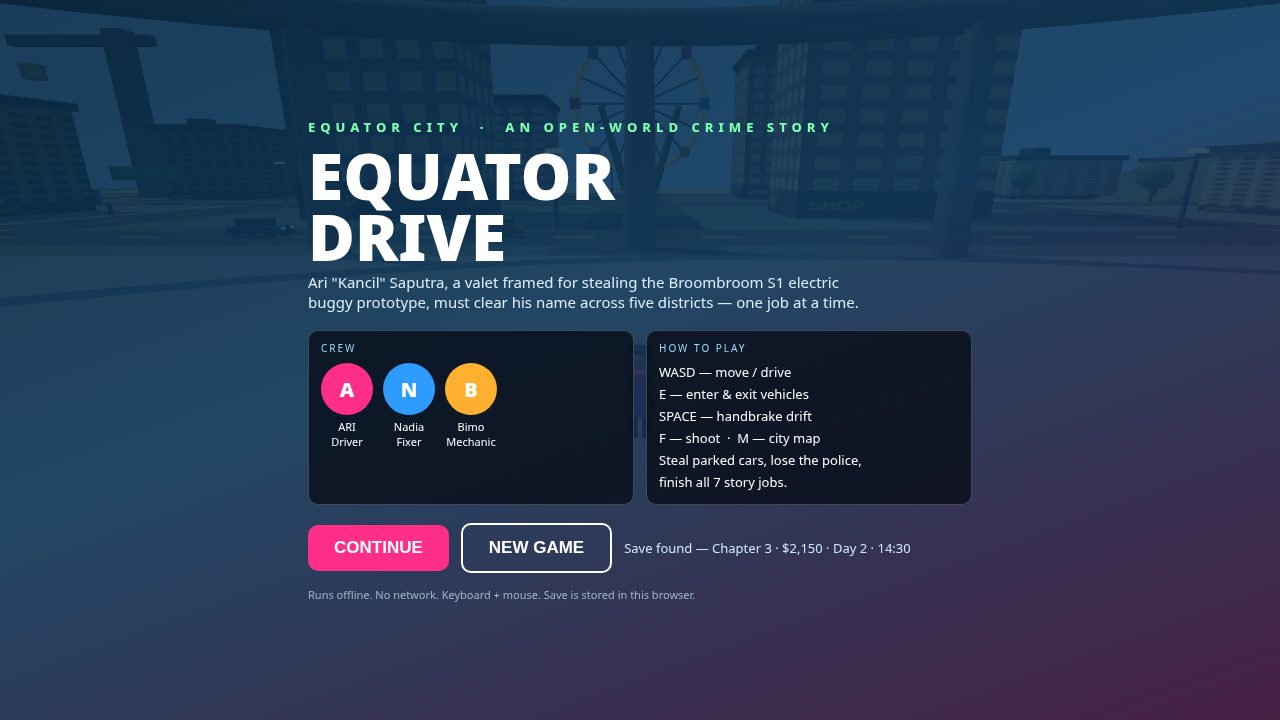 EQUATOR CITY · AN OPEN-WORLD CRIME STORY
EQUATOR
DRIVE
Ari "Kancil" Saputra, a valet framed for stealing the Broombroom S1 electric
buggy prototype, must clear his name across five districts — one job at a time.
CREW
A N B
ARI Nadia Bimo
Driver Fixer Mechanic
HOW TO PLAY
WASD — move / drive
E — enter & exit vehicles
SPACE — handbrake drift
F — shoot · M — city map
Steal parked cars, lose the police,
finish all 7 story jobs.
CONTINUE
NEW GAME
Save found — Chapter 3 · $2,150 · Day 2 · 14:30
Runs offline. No network. Keyboard + mouse. Save is stored in this browser.
SHOP